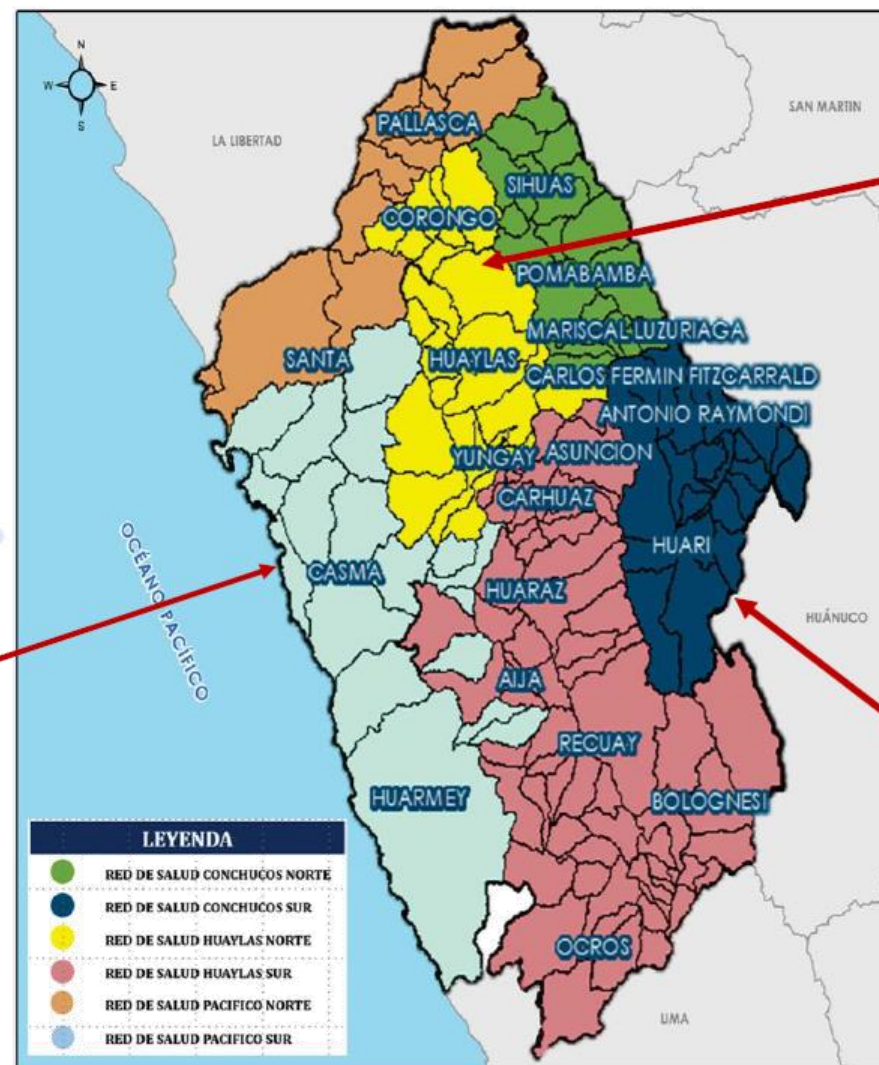 N
W E
S
LA LIBERTAD
SAN MARTIN
PALLASCA
SIHUAS
CORONGO
POMABAMBA
MARISCAL LUZURIAGA
SANTA
HUAYLAS
CARLOS FERMIN FITZCARRALD
ANTONIO RAYMONDI
YUNGAY
ASUNCION
CARHUAZ
HUARI
OCÉANO PACÍFICO
CASMA
HUARAZ
HUÁNUCO
AIJA
RECUAY
HUARMEY
BOLOGNESI
OCROS
LIMA
LEYENDA
RED DE SALUD CONCHUCOS NORTE
RED DE SALUD CONCHUCOS SUR
RED DE SALUD HUAYLAS NORTE
RED DE SALUD HUAYLAS SUR
RED DE SALUD PACIFICO NORTE
RED DE SALUD PACIFICO SUR